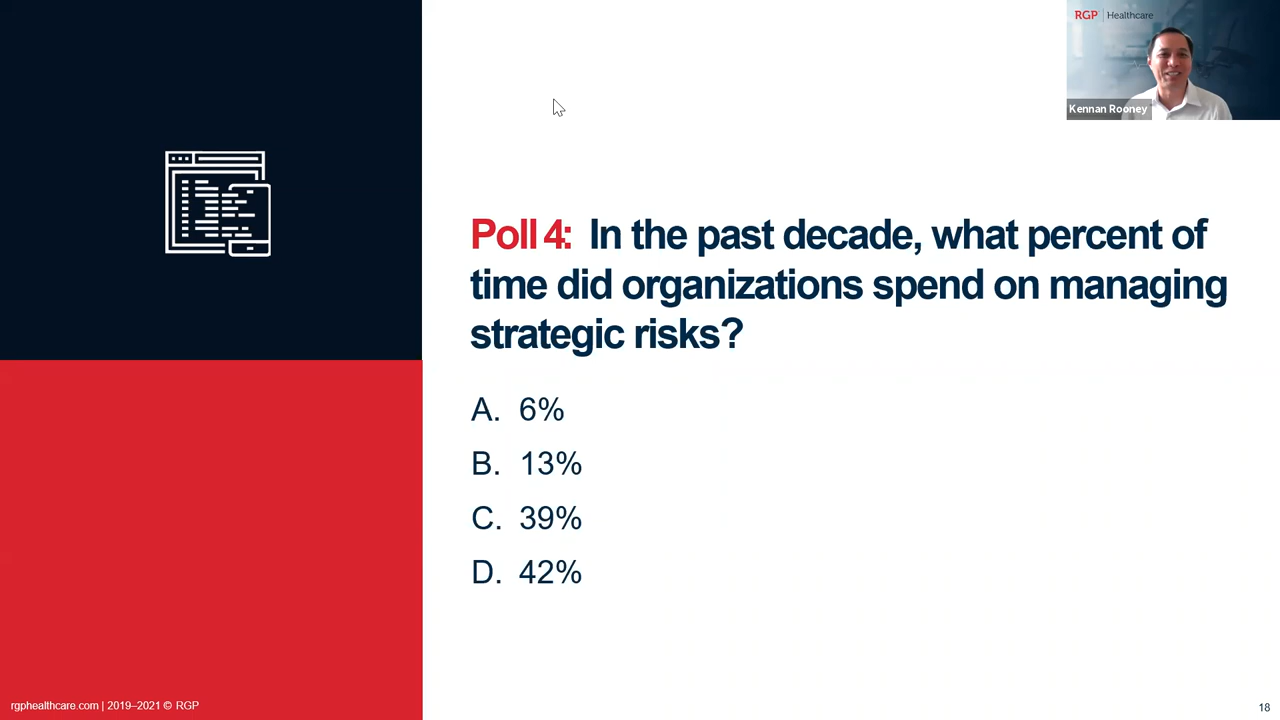 RGP | Healthcare
Kennan Rooney
Poll 4: In the past decade, what percent of
time did organizations spend on managing
strategic risks?
A. 6%
B. 13%
C. 39%
D. 42%
rgphealthcare.com | 2019–2021 © RGP
18